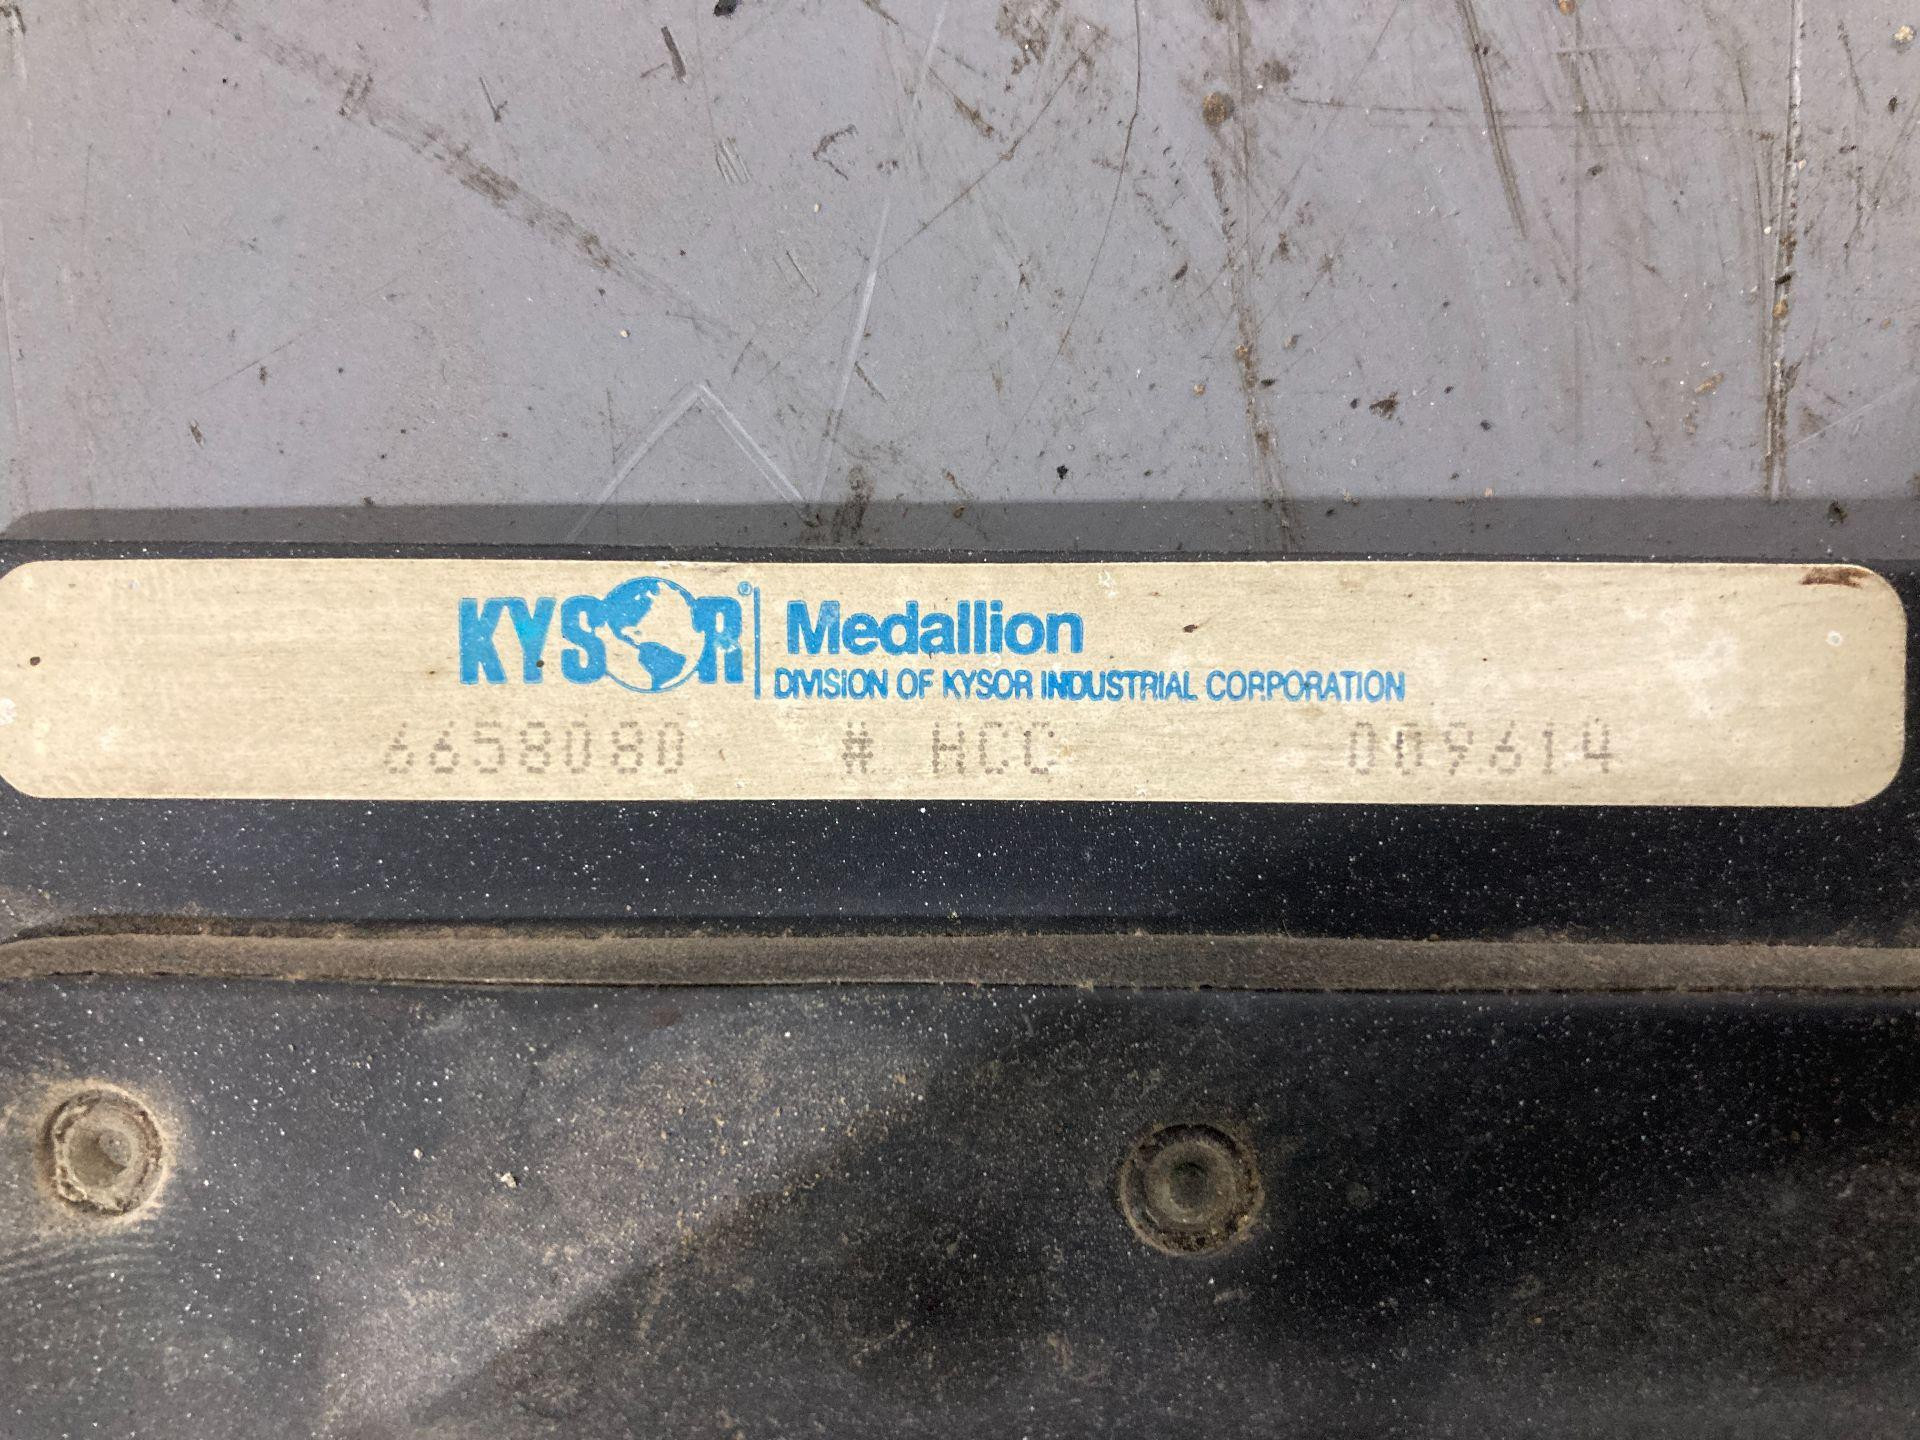 KYSOR® Medallion
DIVISION OF KYSOR INDUSTRIAL CORPORATION
6658080 # HCC 009614